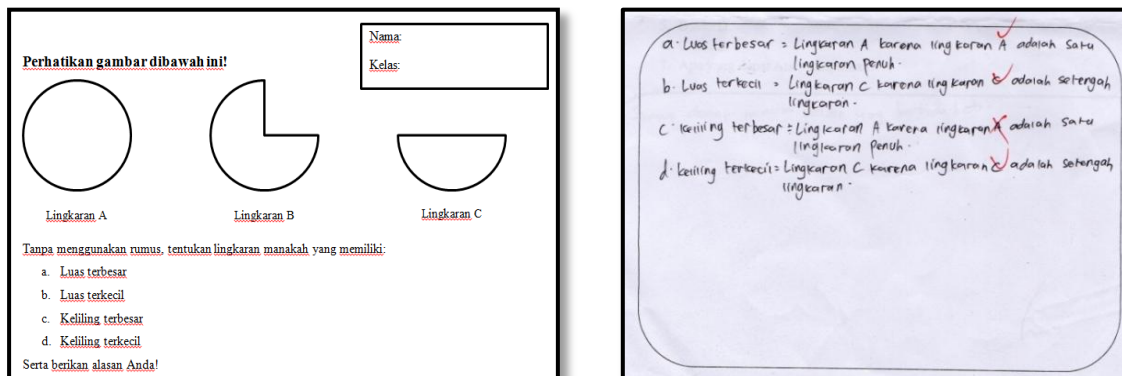 Nama:
Kelas:
Perhatikan gambar dibawah ini!
Lingkaran A
Lingkaran B
Lingkaran C
Tanpa menggunakan rumus, tentukan lingkaran manakah yang memiliki:
a. Luas terbesar
b. Luas terkecil
c. Keliling terbesar
d. Keliling terkecil
Serta berikan alasan Anda!
a. Luas terbesar = Lingkaran A karena lingkaran A adalah satu
lingkaran penuh.
b. Luas terkecil = Lingkaran C karena lingkaran C adalah setengah
lingkaran.
c. keliling terbesar = Lingkaran A karena lingkaran A adalah satu
lingkaran penuh.
d. keliling terkecil = Lingkaran C karena lingkaran C adalah setengah
lingkaran.